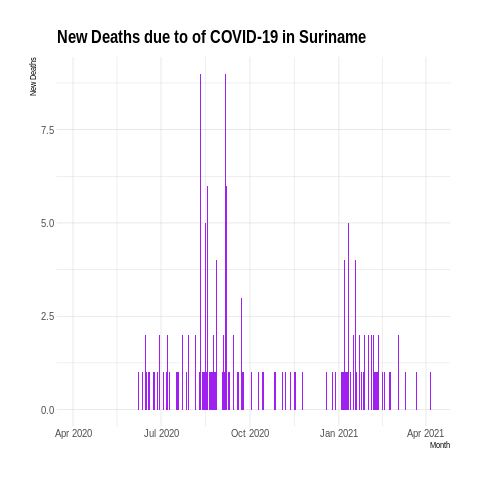 New Deaths due to of COVID-19 in Suriname
New Deaths
7.5
5.0
2.5
0.0
Apr 2020 Jul 2020 Oct 2020 Jan 2021 Apr 2021
Month